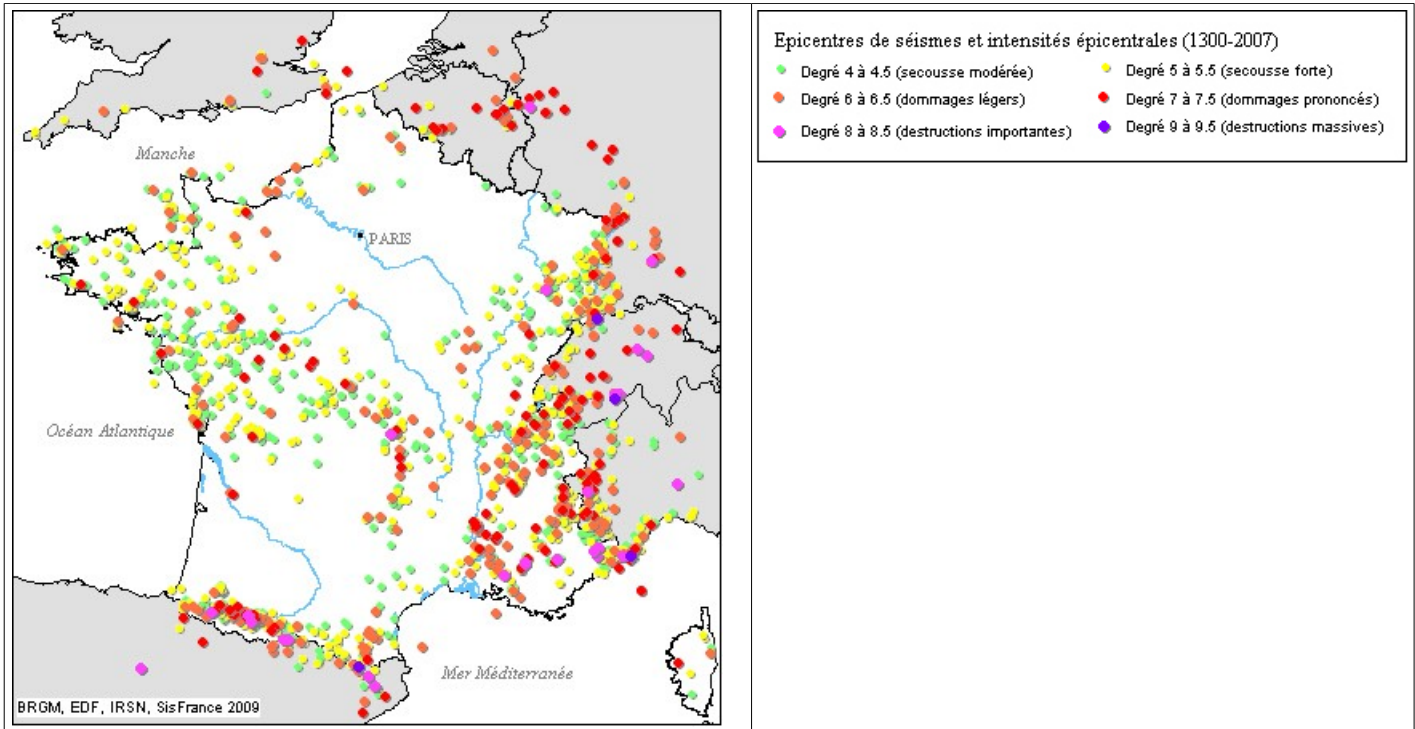 Manche
PARIS
Océan Atlantique
Mer Méditerranée
BRGM, EDF, IRSN, SisFrance 2009
Epicentres de séismes et intensités épicentrales (1300-2007)
Degré 4 à 4.5 (secousse modérée)
Degré 5 à 5.5 (secousse forte)
Degré 6 à 6.5 (dommages légers)
Degré 7 à 7.5 (dommages prononcés)
Degré 8 à 8.5 (destructions importantes)
Degré 9 à 9.5 (destructions massives)